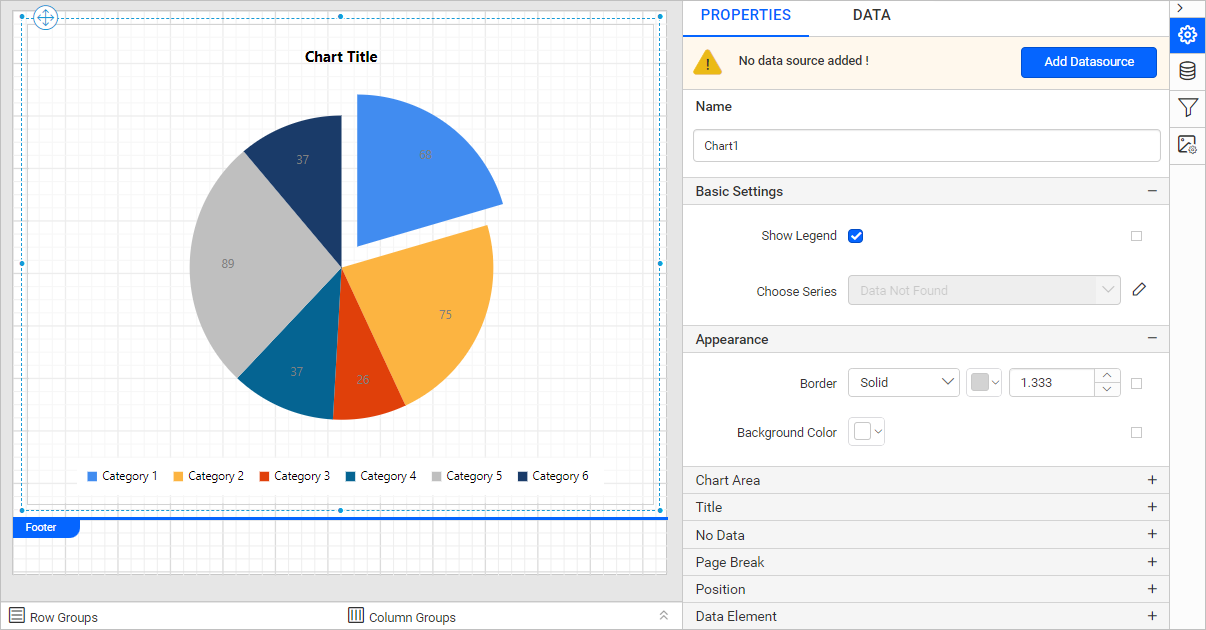 Chart Title
68
37
89
75
37
26
Category 1 Category 2 Category 3 Category 4 Category 5 Category 6
Footer
Row Groups Column Groups
PROPERTIES DATA
No data source added ! Add Datasource
Name
Chart1
Basic Settings
Show Legend
Choose Series Data Not Found
Appearance
Border Solid 1.333
Background Color
Chart Area
Title
No Data
Page Break
Position
Data Element